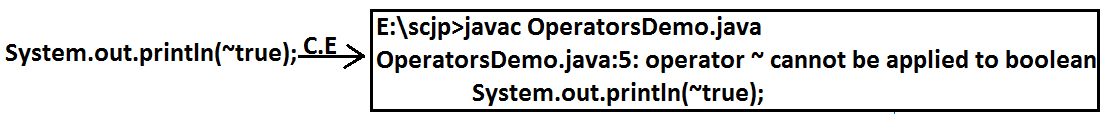 System.out.println(~true); C.E
E:\scjp>javac OperatorsDemo.java
OperatorsDemo.java:5: operator ~ cannot be applied to boolean
System.out.println(~true);